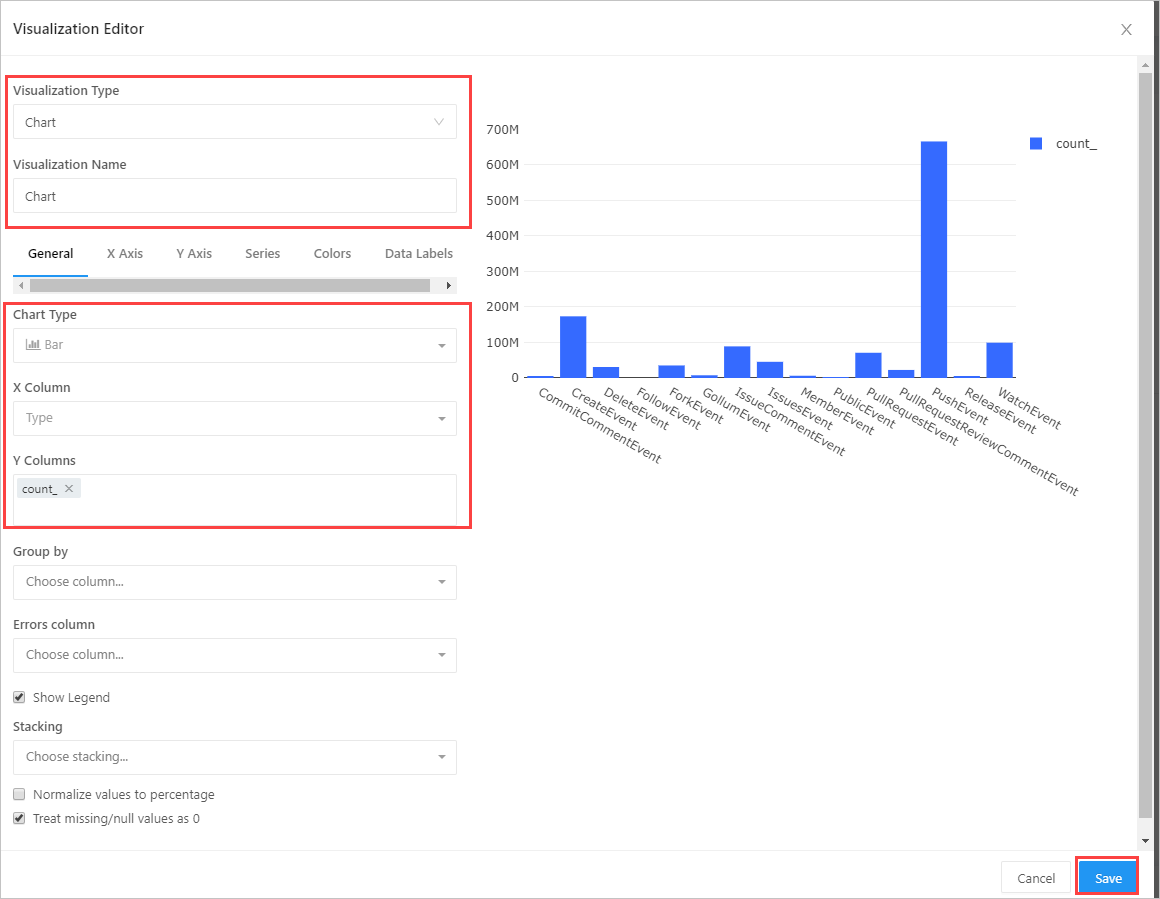 Visualization Editor
Visualization Type
Chart
Visualization Name
Chart
General X Axis Y Axis Series Colors Data Labels
Chart Type
Bar
X Column
Type
Y Columns
count_
Group by
Choose column...
Errors column
Choose column...
Show Legend
Stacking
Choose stacking...
Normalize values to percentage
Treat missing/null values as 0
700M
600M
500M
400M
300M
200M
100M
0
CommitCommentEvent
CreateEvent
DeleteEvent
FollowEvent
ForkEvent
GollumEvent
IssueCommentEvent
IssuesEvent
MemberEvent
PublicEvent
PullRequestEvent
PullRequestReviewCommentEvent
PushEvent
ReleaseEvent
WatchEvent
count_
Cancel Save